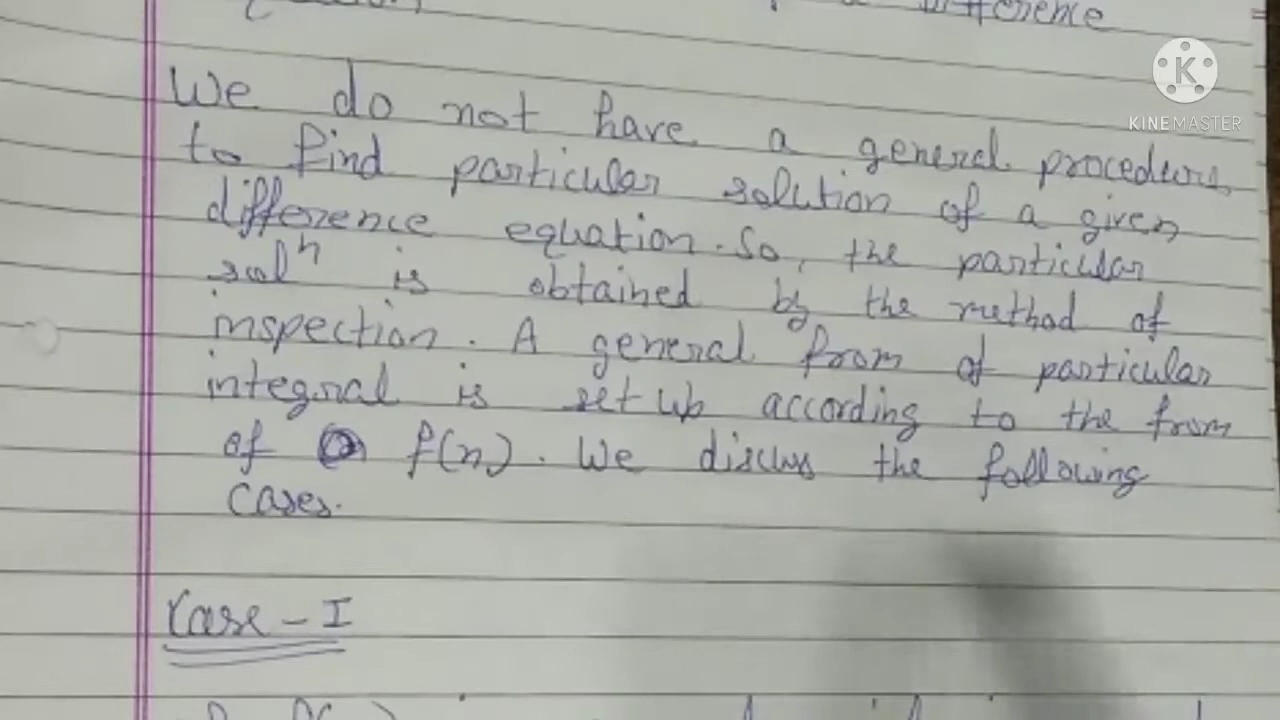 Difference
K
KINEMASTER
We do not have a general procedure
to find particular solution of a given
difference equation. So, the particular
solⁿ is obtained by the method of
inspection. A general from of particular
integral is set up according to the from
of f(n). We discuss the following
cases.
Case - I